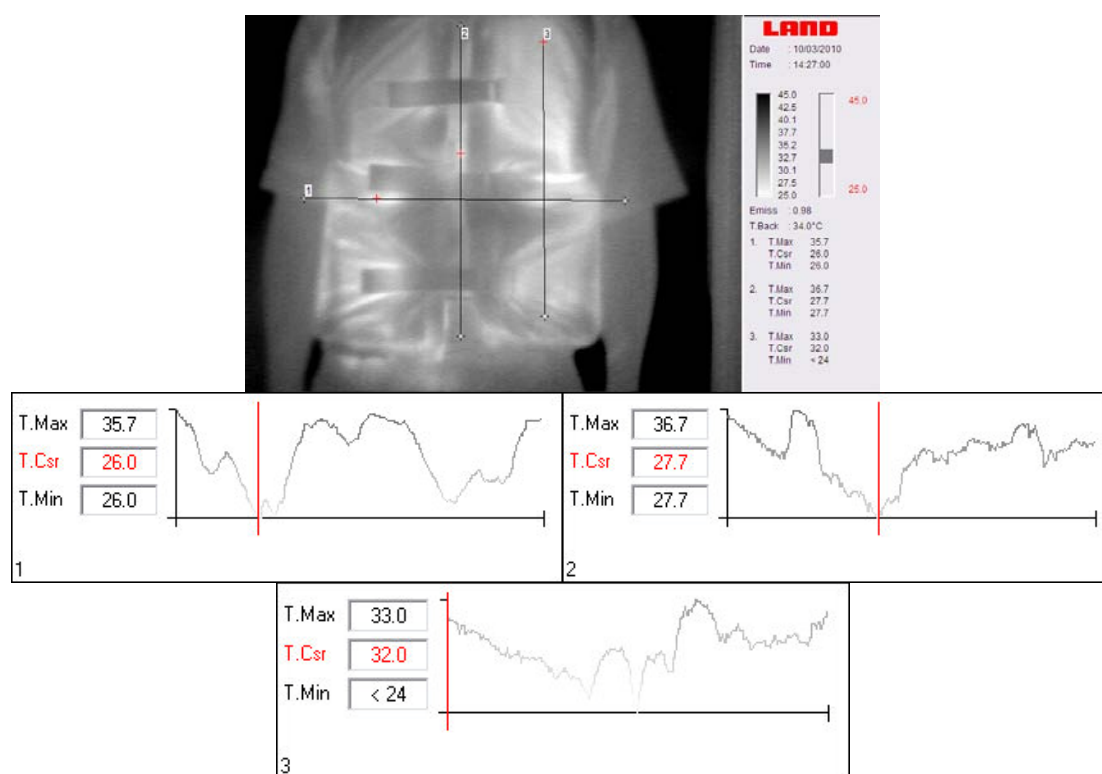 LAND
Date : 10/03/2010
Time : 14:27:00
45.0
42.5
40.1
37.7
35.2
32.7
30.1
27.5
25.0
45.0
25.0
Emiss : 0.98
T.Back : 34.0°C
1. T.Max 35.7
T.Csr 26.0
T.Min 26.0
2. T.Max 36.7
T.Csr 27.7
T.Min 27.7
3. T.Max 33.0
T.Csr 32.0
T.Min < 24
1
2
3
T.Max 35.7
T.Csr 26.0
T.Min 26.0
1
T.Max 36.7
T.Csr 27.7
T.Min 27.7
2
T.Max 33.0
T.Csr 32.0
T.Min < 24
3